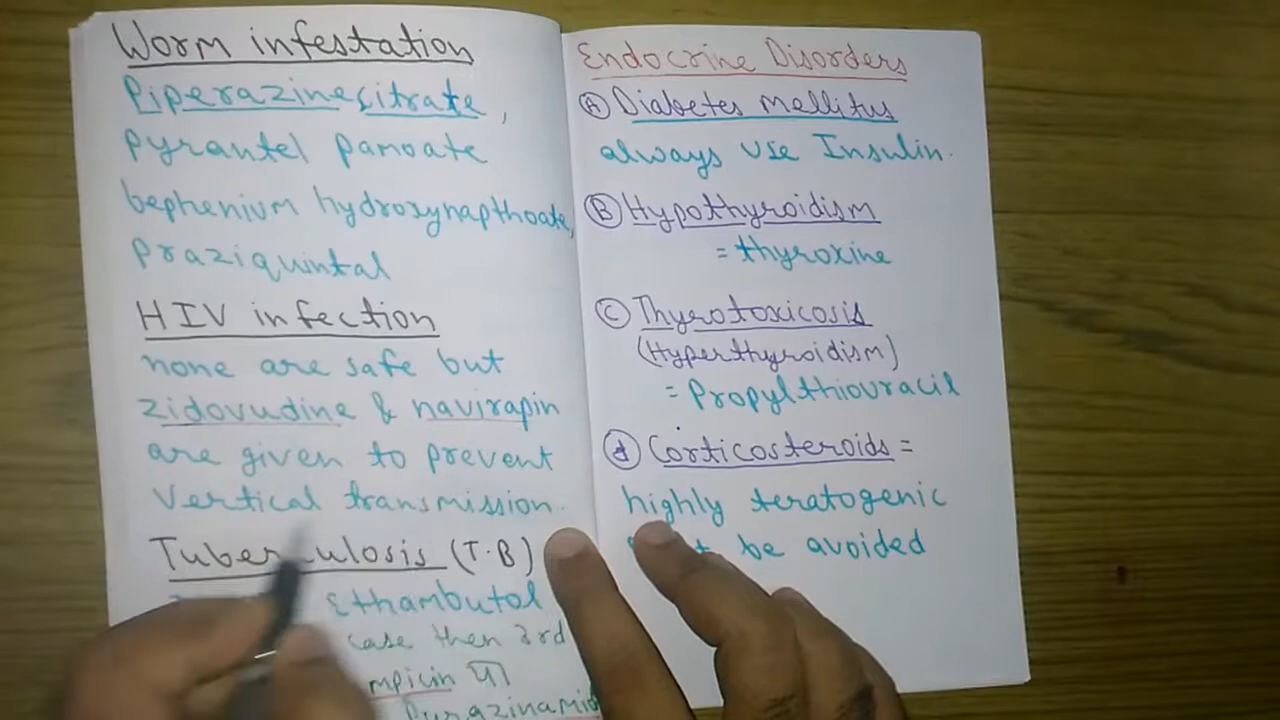 Worm infestation
Piperazine citrate,
Pyrantel pamoate
bephenium hydroxynapthoate,
Praziquintal
HIV infection
none are safe but
zidovudine & navirapin
are given to prevent
vertical transmission.
Tuberculosis (T.B)
Ethambutol
case then 3rd
mpicin या
Pyrazinamid
Endocrine Disorders
A Diabetes mellitus
always use Insulin.
B Hypothyroidism
= thyroxine
C Thyrotoxicosis
(Hyperthyroidism)
= Propylthiouracil
d Corticosteroids =
highly teratogenic
be avoided